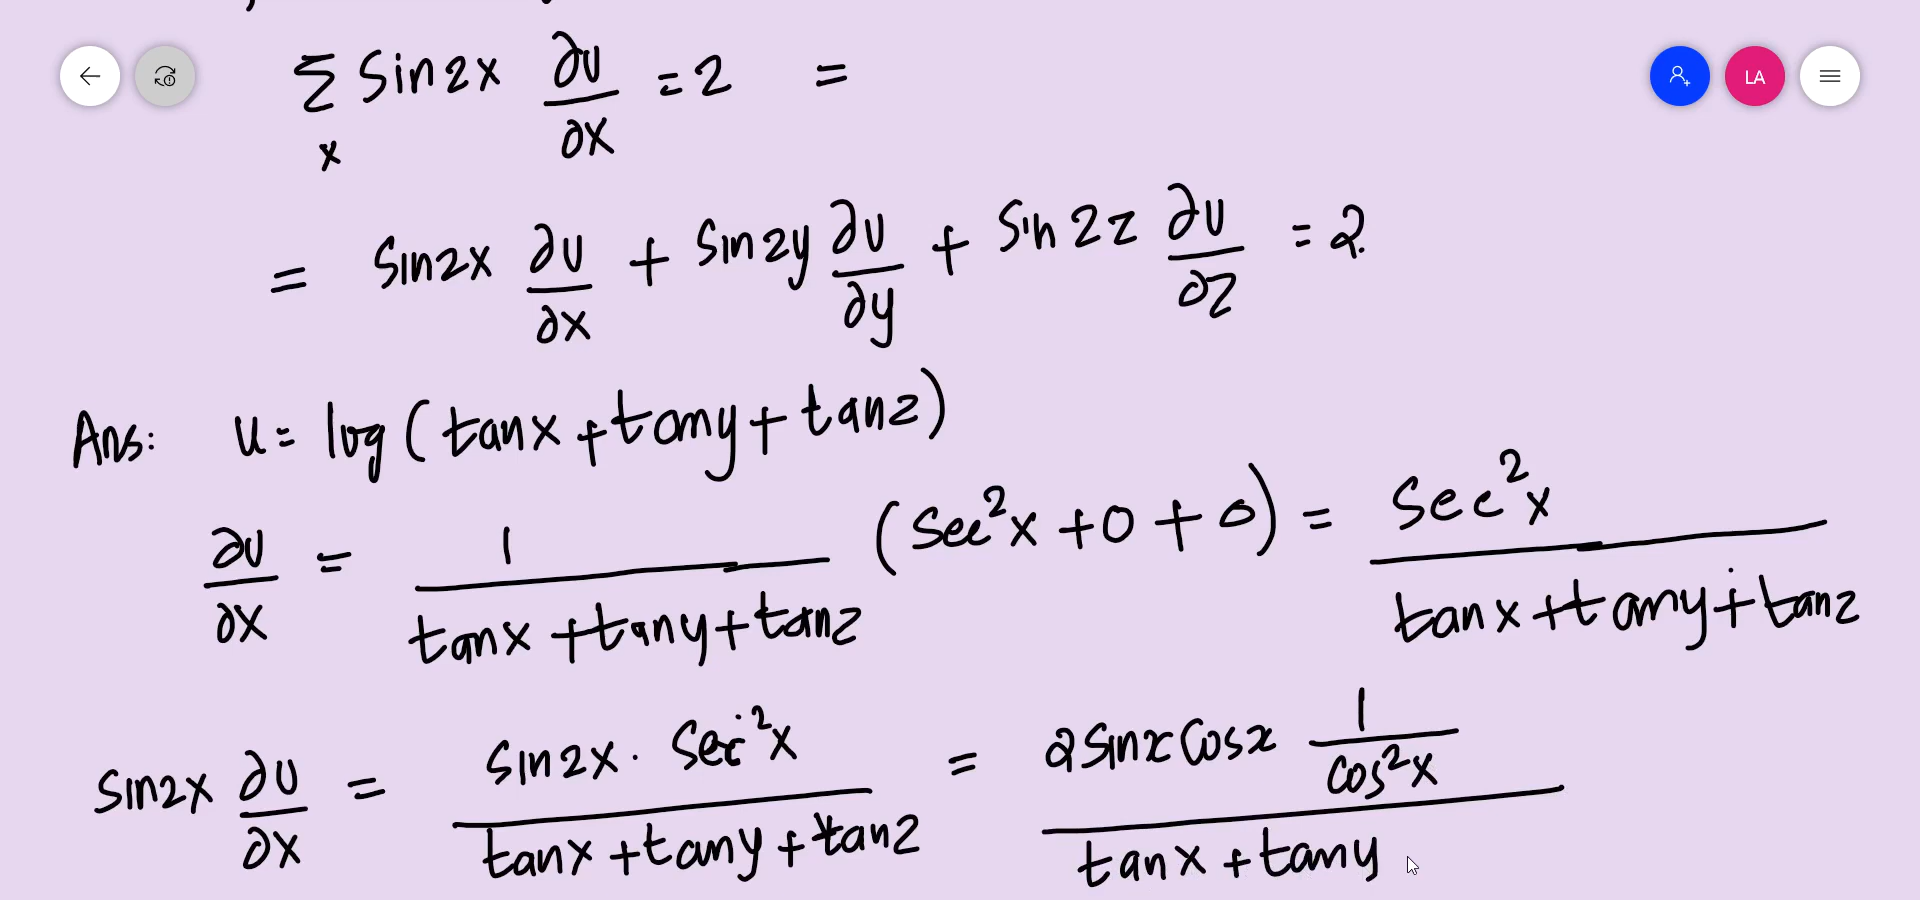 LA
∑ Sin2x ∂u/∂x = 2 =
x
= Sin2x ∂u/∂x + Sin2y ∂u/∂y + Sin2z ∂u/∂z = 2.
Ans: u = log(tanx + tany + tanz)
∂u/∂x = 1/(tanx + tany + tanz) (Sec²x + 0 + 0) = Sec²x/(tanx + tany + tanz)
Sin2x ∂u/∂x = Sin2x · Sec²x/(tanx + tany + tanz) = 2Sinx Cosx 1/Cos²x/(tanx + tany